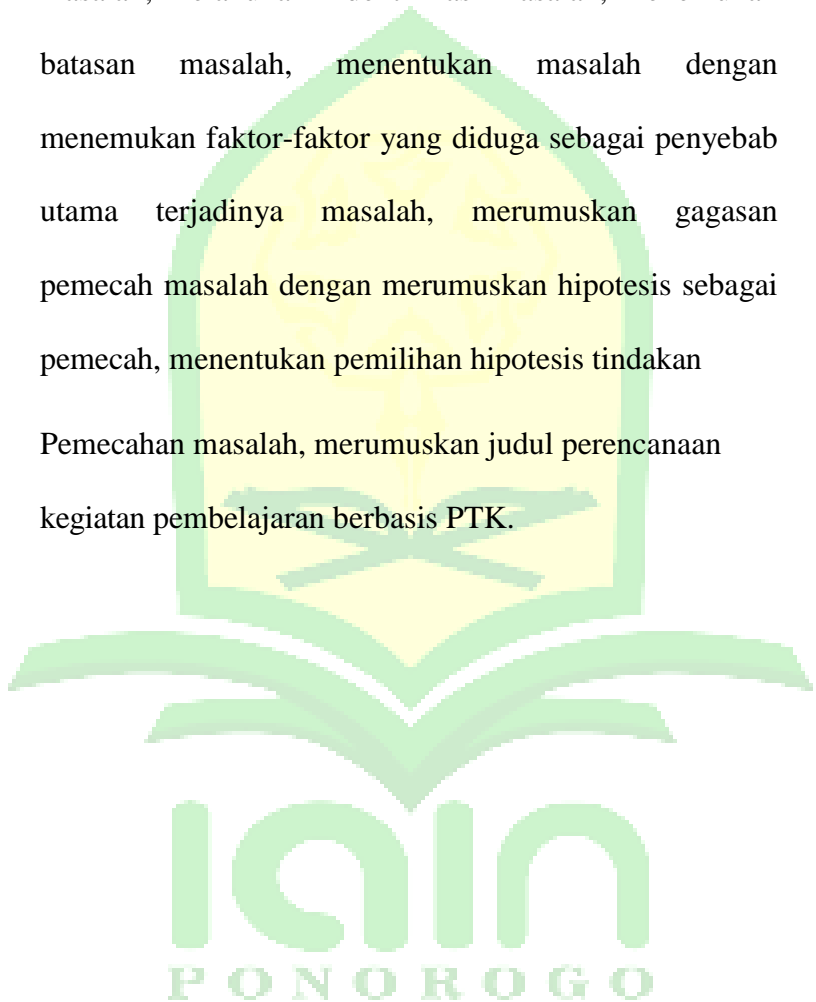 batasan masalah, menentukan masalah dengan
menemukan faktor-faktor yang diduga sebagai penyebab
utama terjadinya masalah, merumuskan gagasan
pemecah masalah dengan merumuskan hipotesis sebagai
pemecah, menentukan pemilihan hipotesis tindakan
Pemecahan masalah, merumuskan judul perencanaan
kegiatan pembelajaran berbasis PTK.
IAIN
PONOROGO